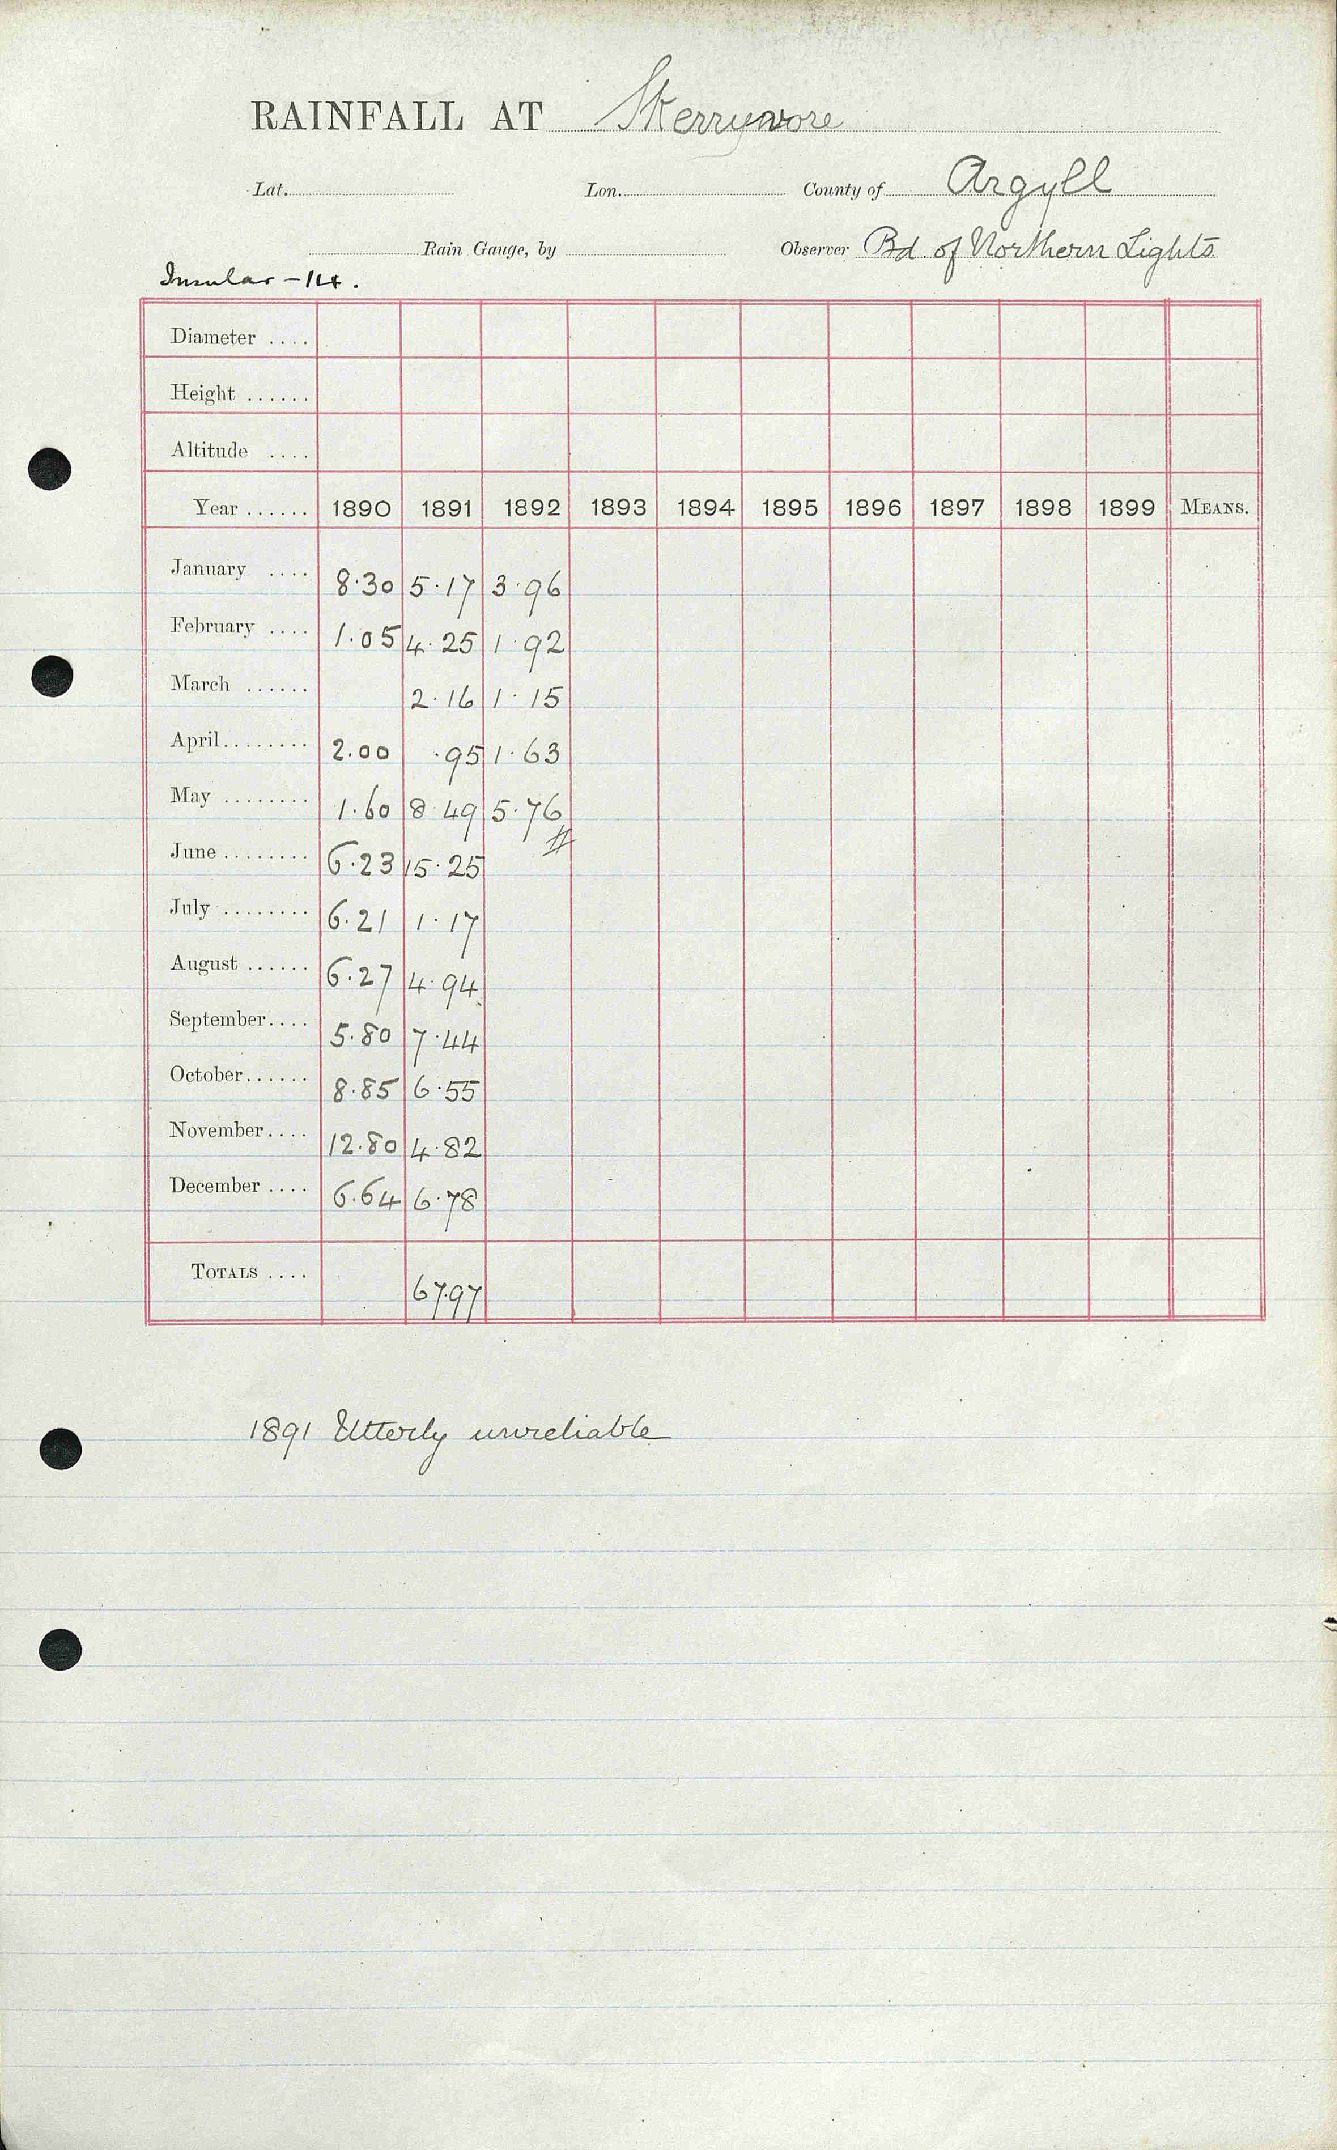 RAINFALL AT Skerryvore
Lat. Lon. County of Argyll
Rain Gauge, by Observer Bd of Northern Lights
Insular - 14.
Diameter ....
Height ......
Altitude ....
Year ...... 1890 1891 1892 1893 1894 1895 1896 1897 1898 1899 MEANS.
January .... 8.30 5.17 3.96
February .... 1.05 4.25 1.92
March ...... 2.16 1.15
April........ 2.00 .95 1.63
May ........ 1.60 8.49 5.76
June ........ 6.23 15.25 #
July ........ 6.21 1.17
August ...... 6.27 4.94
September.... 5.80 7.44
October...... 8.85 6.55
November.... 12.80 4.82
December .... 6.64 6.78
TOTALS .... 67.97
1891 Utterly unreliable